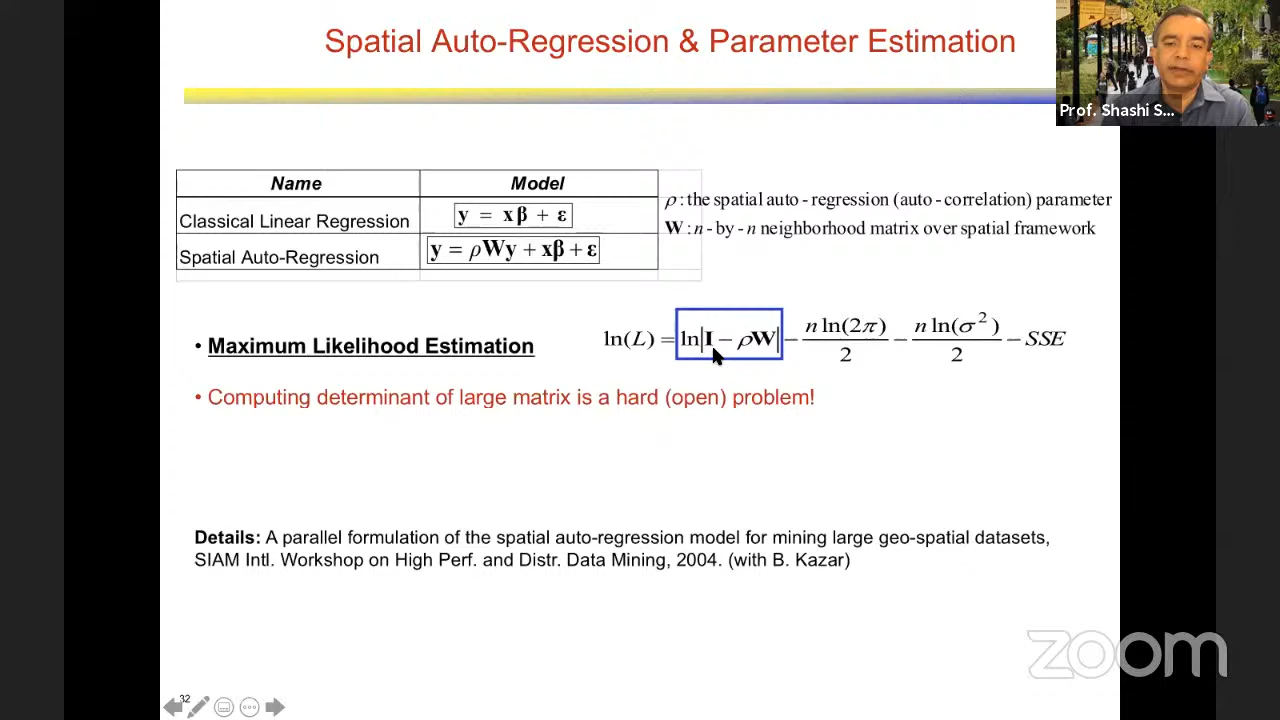 Spatial Auto-Regression & Parameter Estimation
Prof. Shashi S...
Name Model
Classical Linear Regression y = xβ + ε
Spatial Auto-Regression y = ρWy + xβ + ε
ρ : the spatial auto - regression (auto - correlation) parameter
W : n - by - n neighborhood matrix over spatial framework
• Maximum Likelihood Estimation
ln(L) = ln|I − ρW| − n ln(2π)/2 − n ln(σ²)/2 − SSE
• Computing determinant of large matrix is a hard (open) problem!
Details: A parallel formulation of the spatial auto-regression model for mining large geo-spatial datasets,
SIAM Intl. Workshop on High Perf. and Distr. Data Mining, 2004. (with B. Kazar)
zoom
32